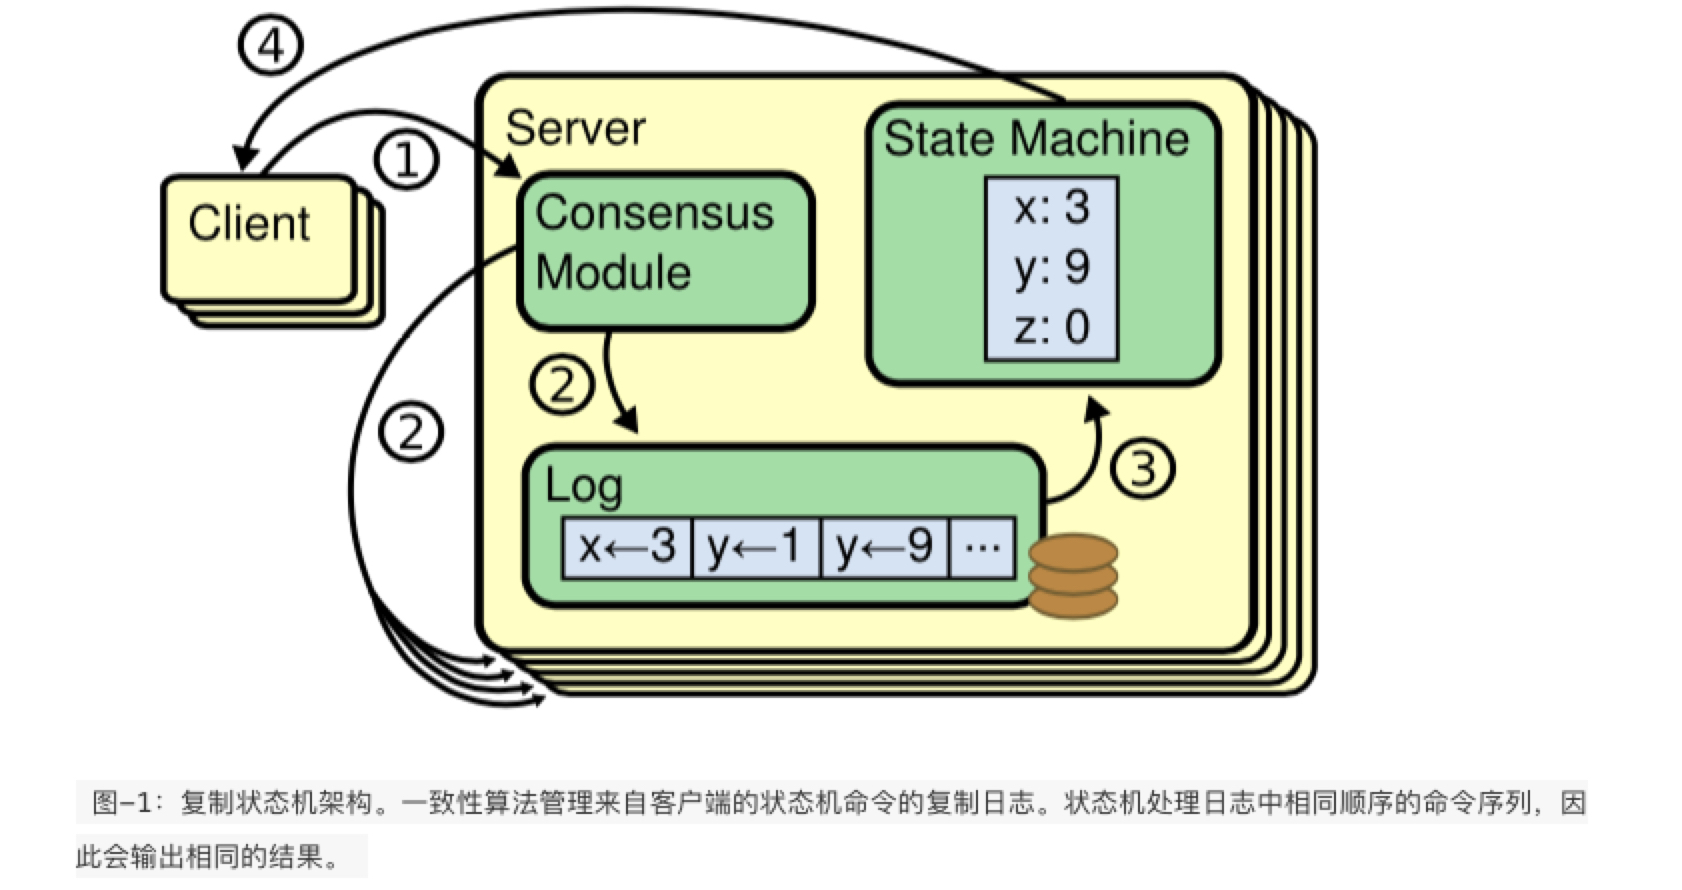 ④
①
Server
State Machine
Client
Consensus
Module
x: 3
y: 9
z: 0
②
②
③
Log
x←3 y←1 y←9 ···
图-1：复制状态机架构。一致性算法管理来自客户端的状态机命令的复制日志。状态机处理日志中相同顺序的命令序列，因
此会输出相同的结果。